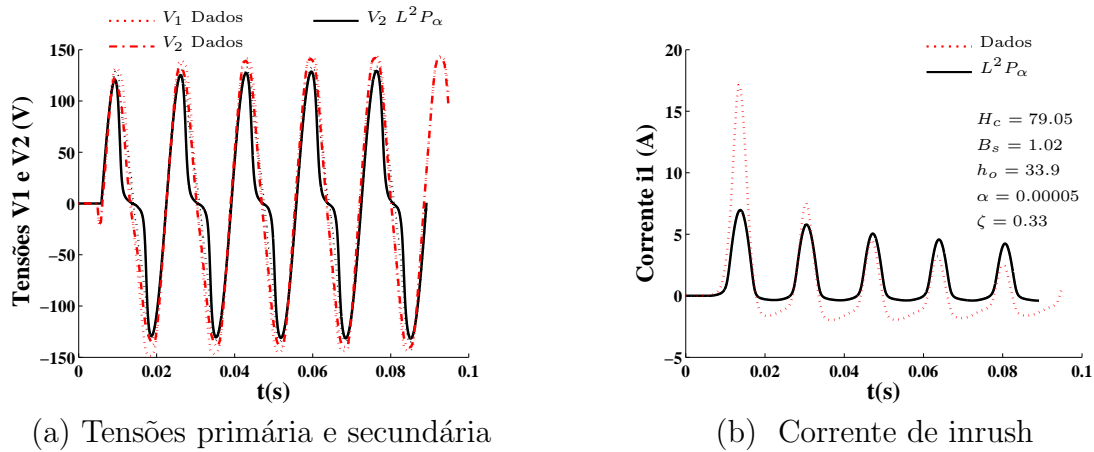 V₁ Dados
V₂ L²Pα
V₂ Dados
150
100
50
0
−50
−100
−150
0
0.02
0.04
0.06
0.08
0.1
Tensões V1 e V2 (V)
t(s)
(a) Tensões primária e secundária
Dados
L²Pα
H_c = 79.05
B_s = 1.02
h_o = 33.9
α = 0.00005
ζ = 0.33
20
15
10
5
0
−5
0
0.02
0.04
0.06
0.08
0.1
Corrente i1 (A)
t(s)
(b) Corrente de inrush